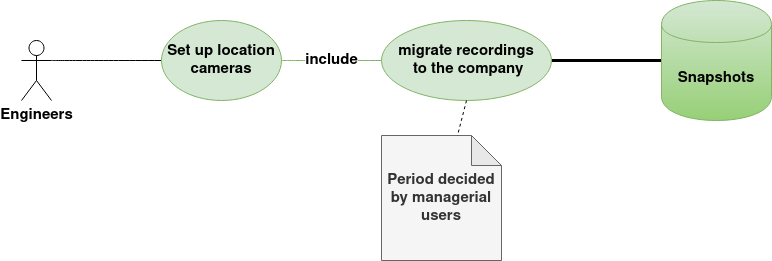 Set up location
cameras
include
migrate recordings
to the company
Snapshots
Engineers
Period decided
by managerial
users